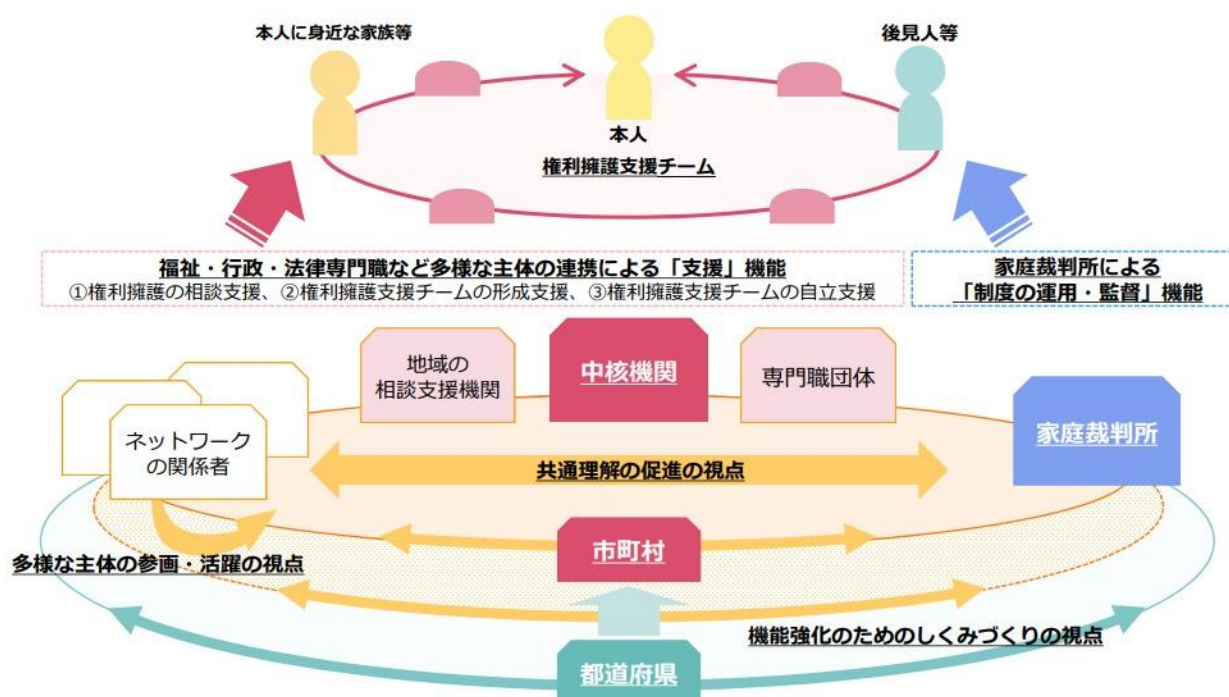 本人に身近な家族等
後見人等
本人
権利擁護支援チーム
福祉・行政・法律専門職など多様な主体の連携による「支援」機能
①権利擁護の相談支援、②権利擁護支援チームの形成支援、③権利擁護支援チームの自立支援
家庭裁判所による
「制度の運用・監督」機能
地域の
相談支援機関
中核機関
専門職団体
ネットワーク
の関係者
家庭裁判所
共通理解の促進の視点
市町村
多様な主体の参画・活躍の視点
機能強化のためのしくみづくりの視点
都道府県